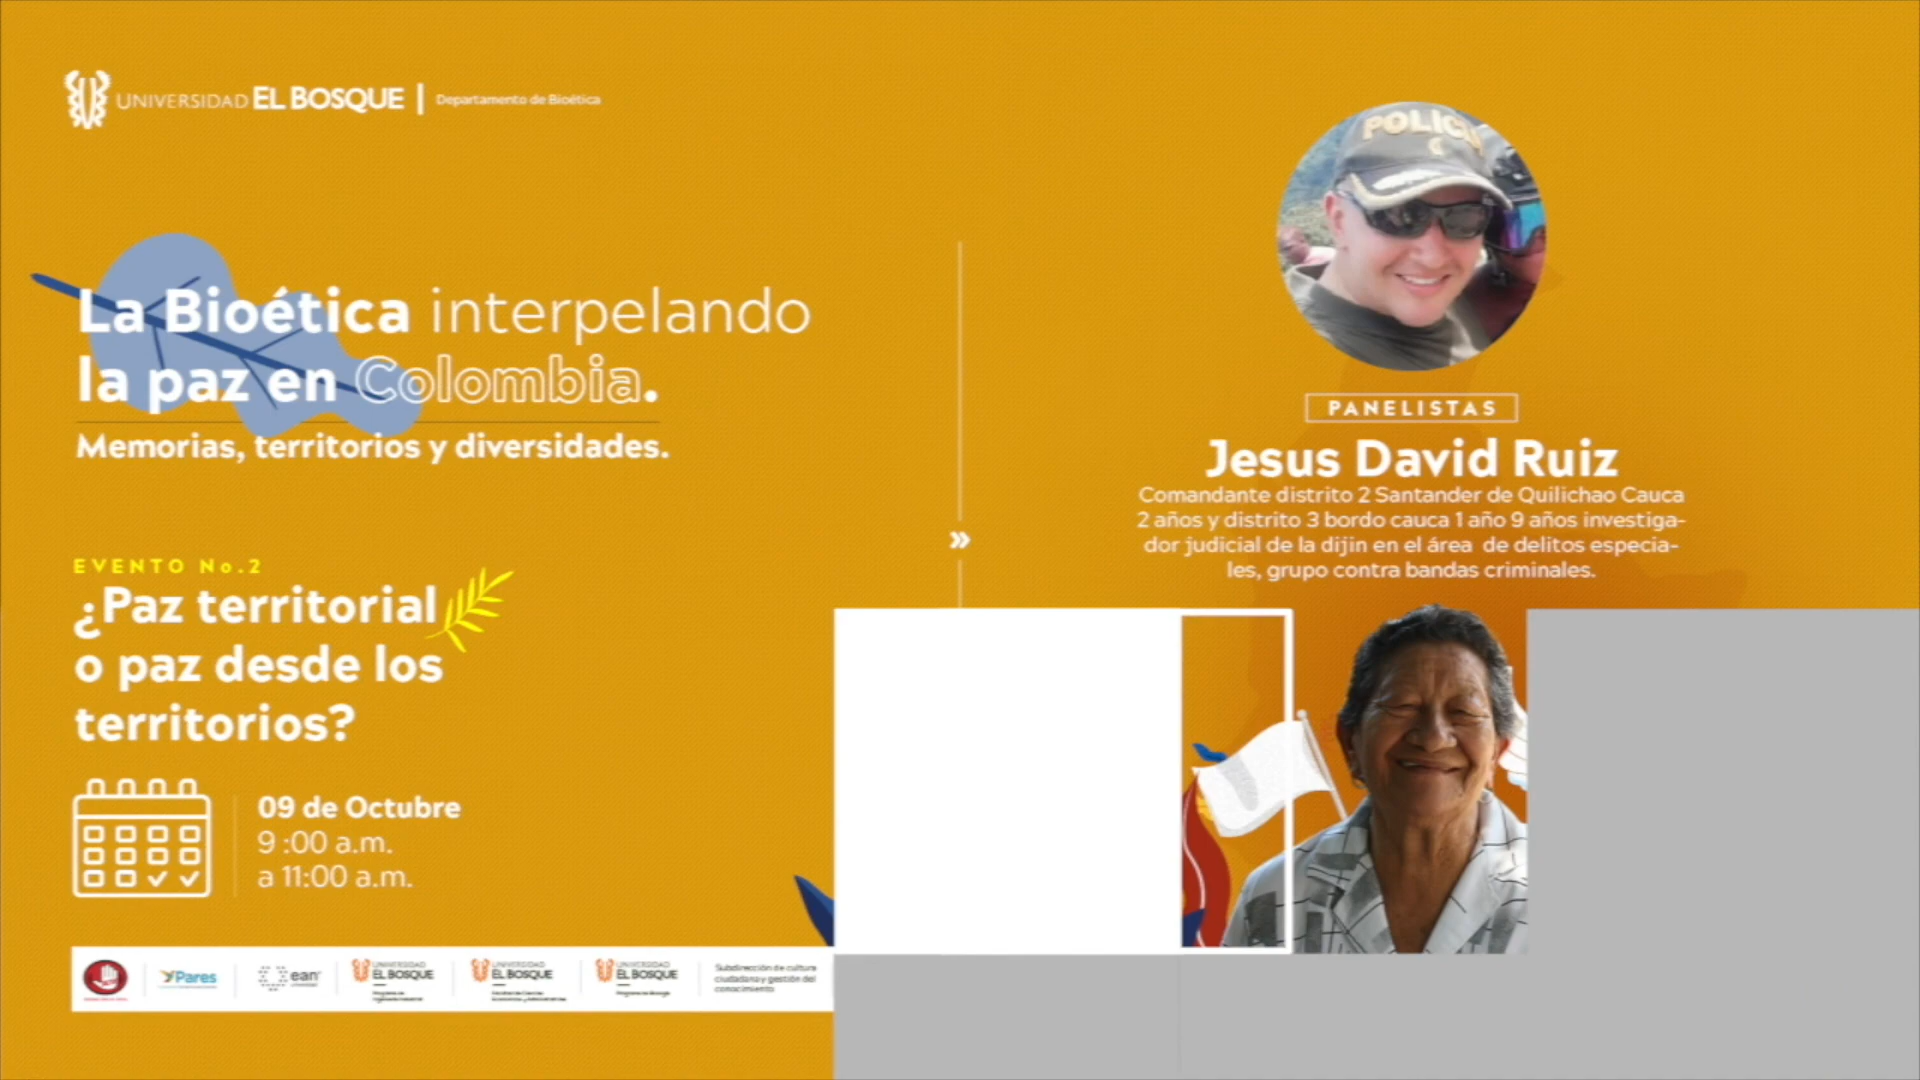 UNIVERSIDAD EL BOSQUE | Departamento de Bioética
La Bioética interpelando
la paz en Colombia.
Memorias, territorios y diversidades.
EVENTO No.2
¿Paz territorial
o paz desde los
territorios?
09 de Octubre
9 :00 a.m.
a 11:00 a.m.
POLICI
PANELISTAS
Jesus David Ruiz
Comandante distrito 2 Santander de Quilichao Cauca
2 años y distrito 3 bordo cauca 1 año 9 años investiga-
dor judicial de la dijin en el área de delitos especia-
les, grupo contra bandas criminales.
Pares
ean
universidad
UNIVERSIDAD
EL BOSQUE
UNIVERSIDAD
EL BOSQUE
UNIVERSIDAD
EL BOSQUE
Subdirección de cultura
ciudadana y gestión del
conocimiento